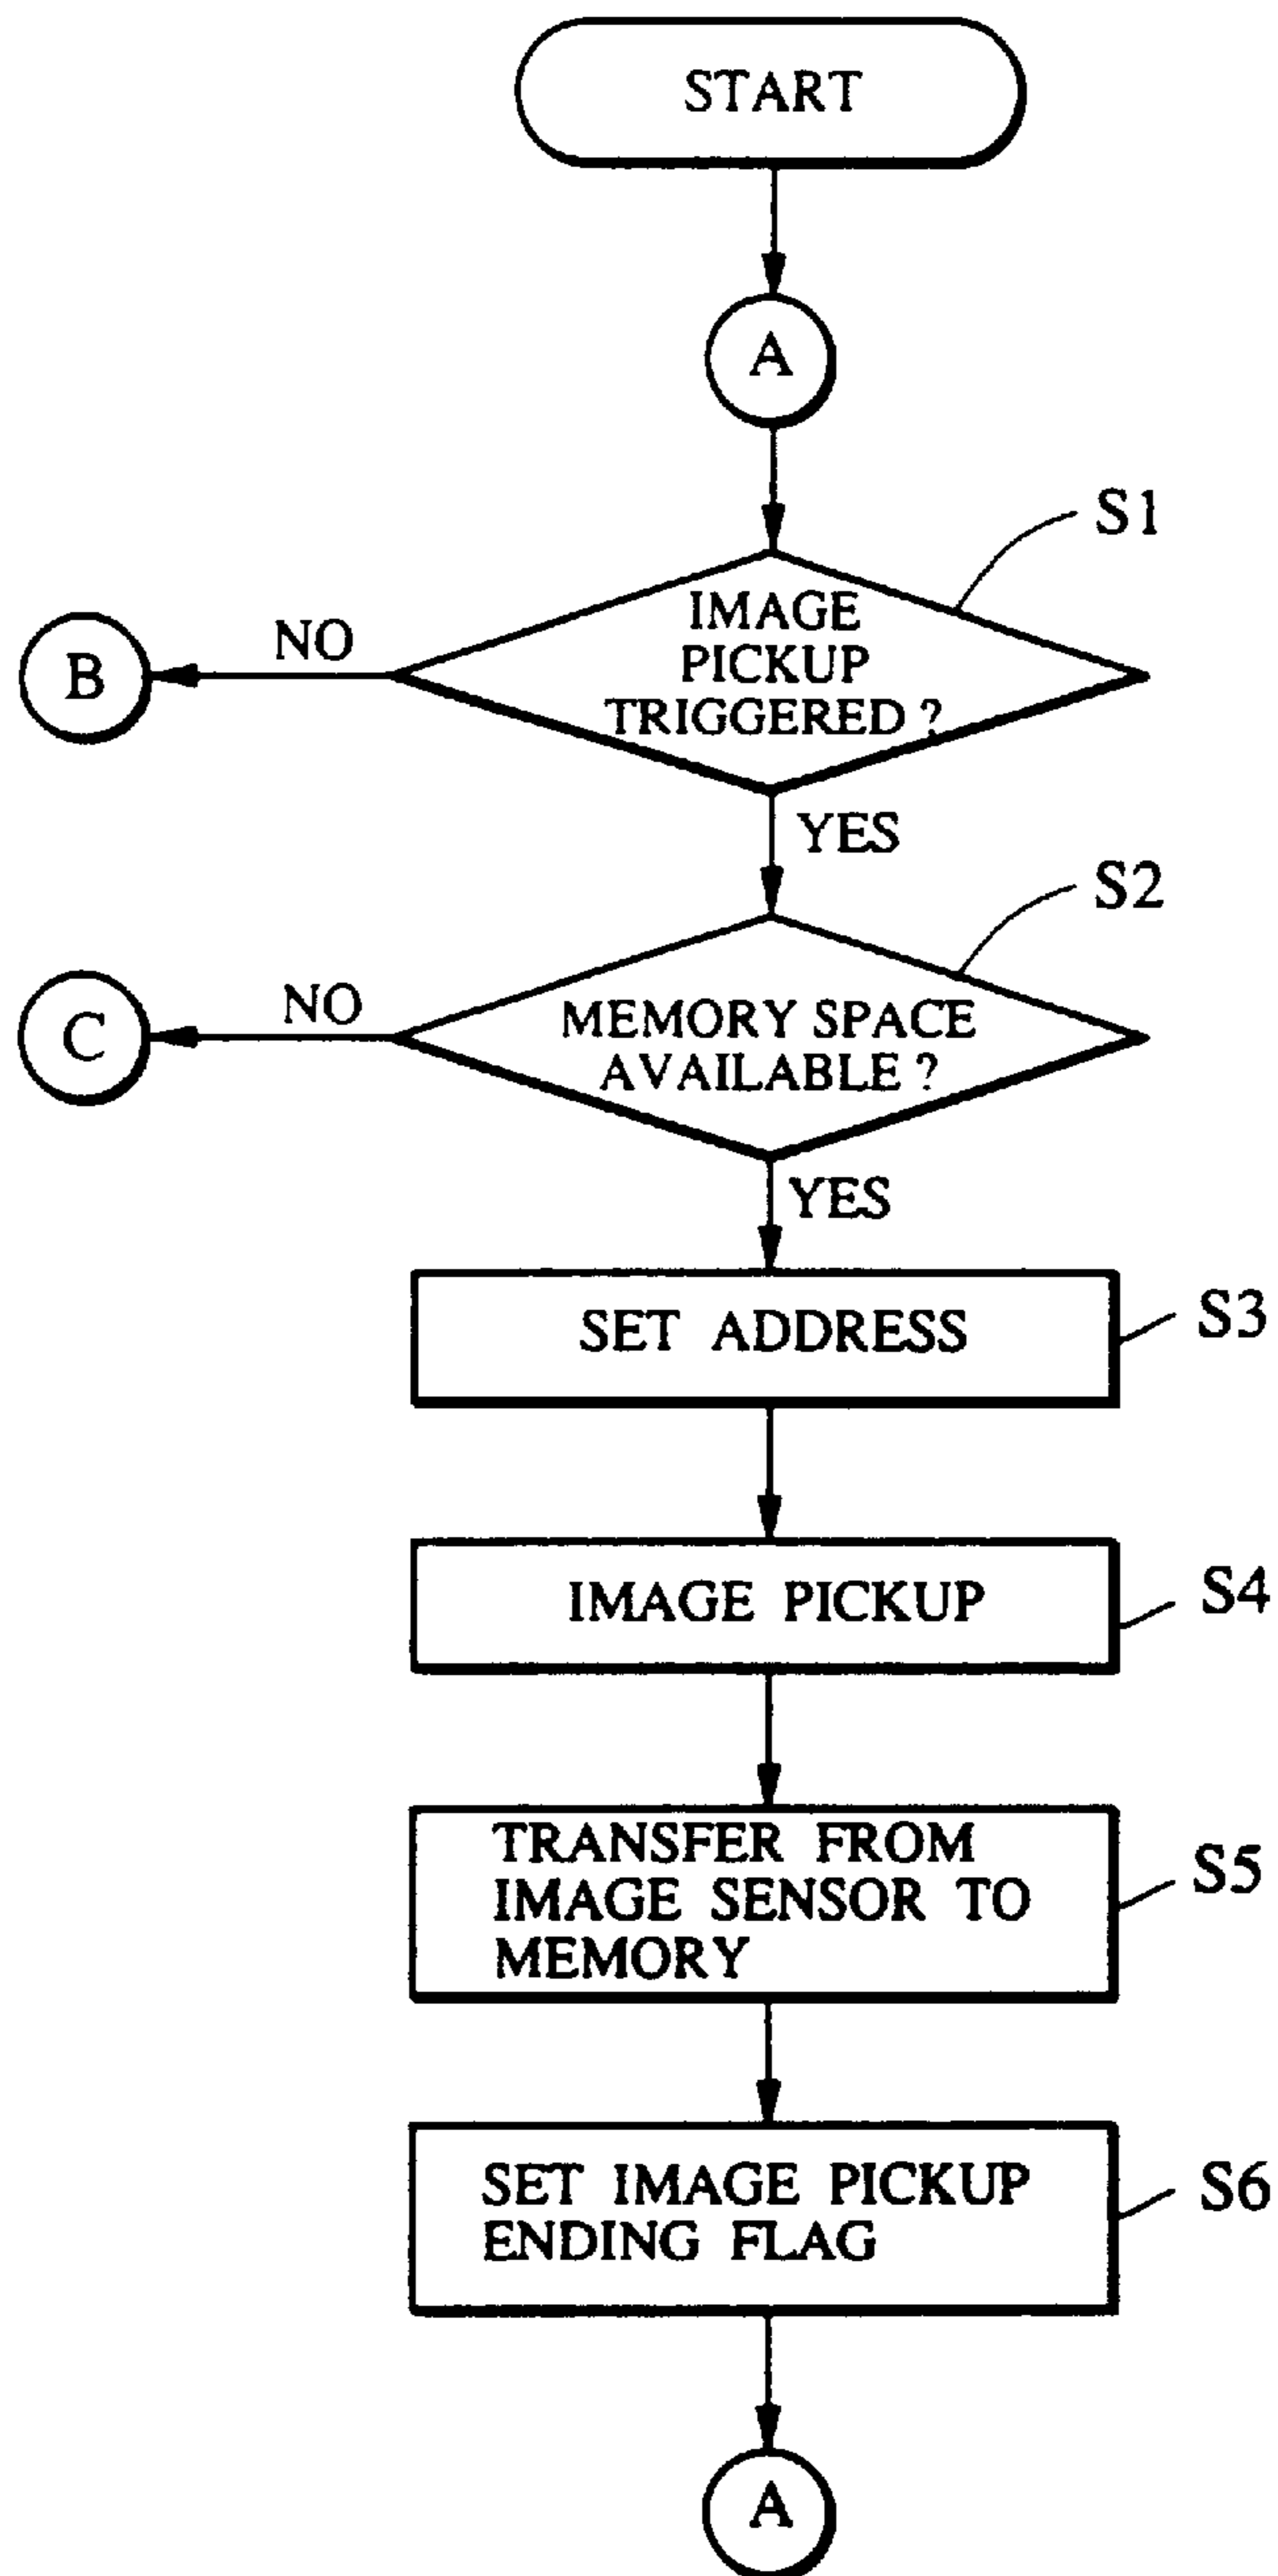 START
A
S1
IMAGE
PICKUP
TRIGGERED ?
NO
B
YES
S2
MEMORY SPACE
AVAILABLE ?
NO
C
YES
SET ADDRESS
S3
IMAGE PICKUP
S4
TRANSFER FROM
IMAGE SENSOR TO
MEMORY
S5
SET IMAGE PICKUP
ENDING FLAG
S6
A